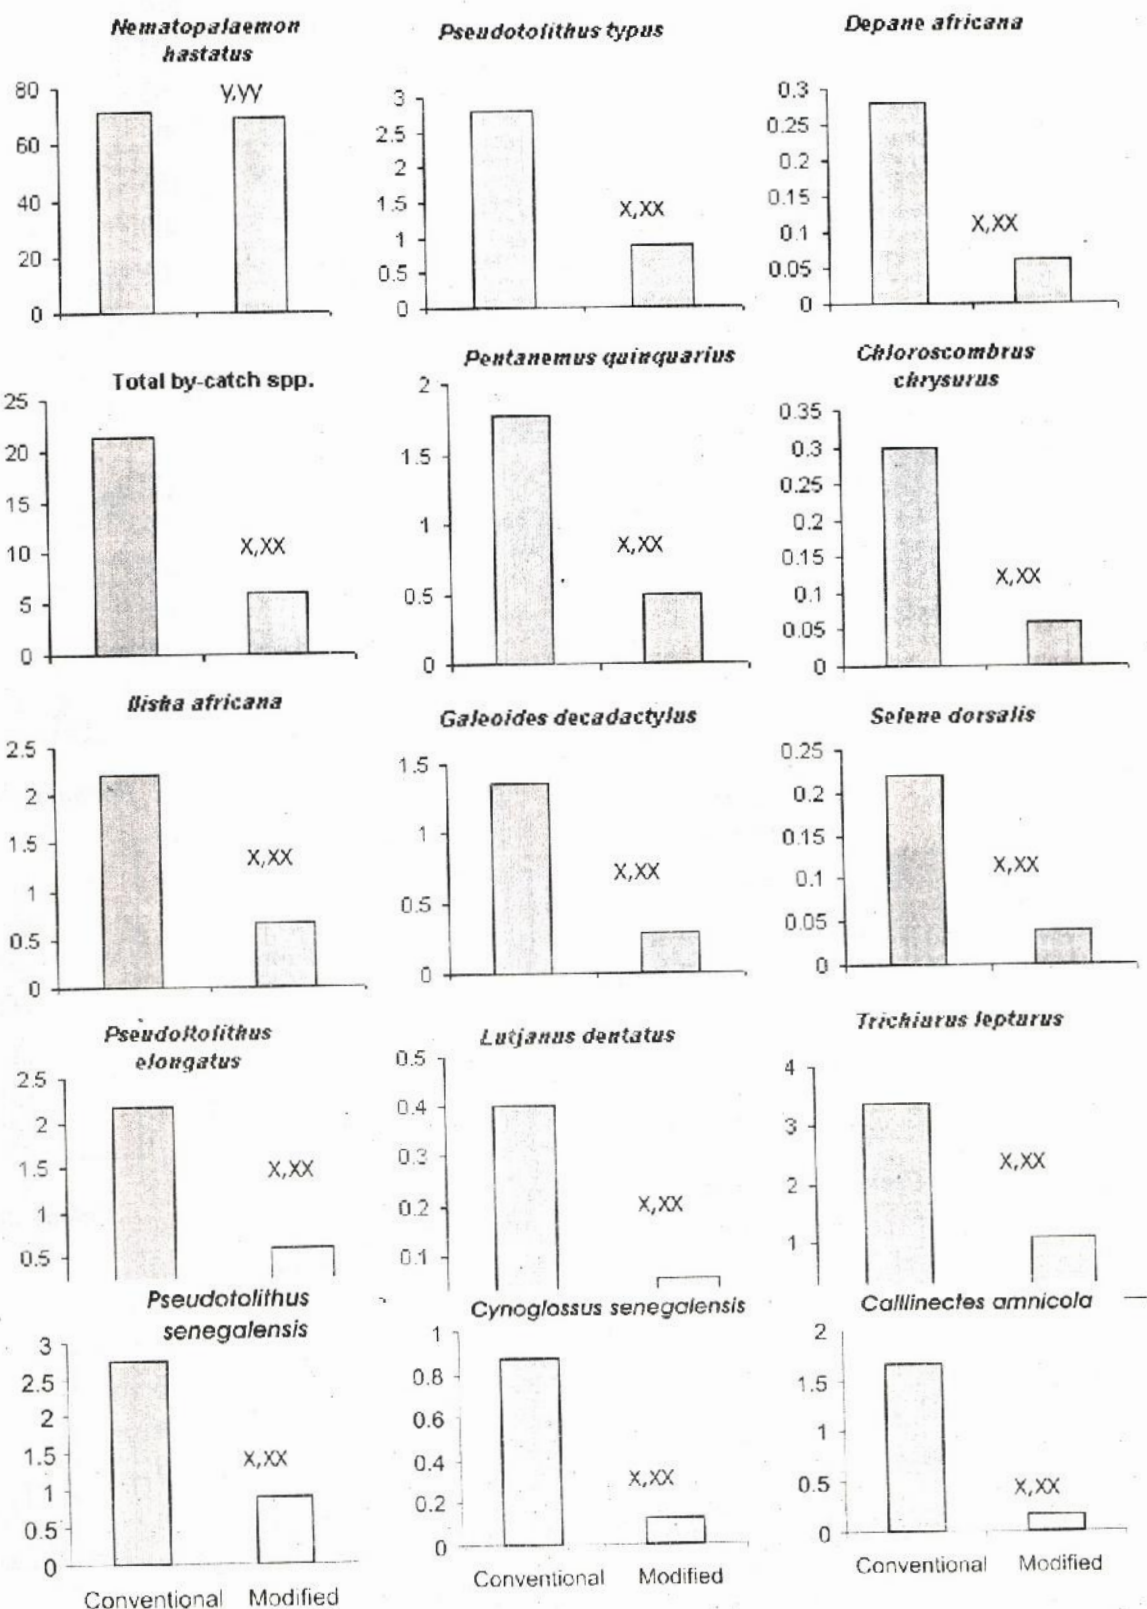 Nematopalaemon
hastatus
80
60
40
20
0
y,yy
Pseudotolithus typus
3
2.5
2
1.5
1
0.5
0
X,XX
Depane africana
0.3
0.25
0.2
0.15
0.1
0.05
0
X,XX
Total by-catch spp.
25
20
15
10
5
0
X,XX
Pentanemus quinquarius
2
1.5
1
0.5
0
X,XX
Chloroscombrus
chrysurus
0.35
0.3
0.25
0.2
0.15
0.1
0.05
0
X,XX
Iliska africana
2.5
2
1.5
1
0.5
0
X,XX
Galeoides decadactylus
1.5
1
0.5
0
X,XX
Selene dorsalis
0.25
0.2
0.15
0.1
0.05
0
X,XX
Pseudoltolithus
elongatus
2.5
2
1.5
1
0.5
X,XX
Lutjanus dentatus
0.5
0.4
0.3
0.2
0.1
X,XX
Trichiurus lepturus
4
3
2
1
X,XX
Pseudotolithus
senegalensis
3
2.5
2
1.5
1
0.5
0
X,XX
Conventional Modified
Cynoglossus senegalensis
1
0.8
0.6
0.4
0.2
0
X,XX
Conventional Modified
Calllinectes amnicola
2
1.5
1
0.5
0
X,XX
Conventional Modified